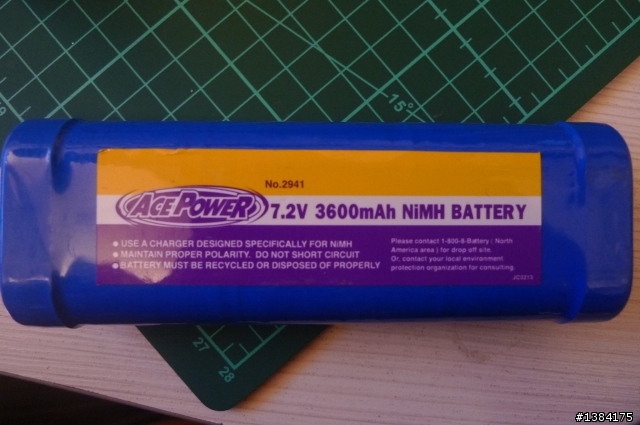 15°
No.2941
ACE POWER
7.2V 3600mAh NiMH BATTERY
● USE A CHARGER DESIGNED SPECIFICALLY FOR NiMH
● MAINTAIN PROPER POLARITY. DO NOT SHORT CIRCUIT
● BATTERY MUST BE RECYCLED OR DISPOSED OF PROPERLY
Please contact 1-800-8-Battery ( North
America area ) for drop off site.
Or, contact your local environment
protection organization for consulting.
27
28
#1384175